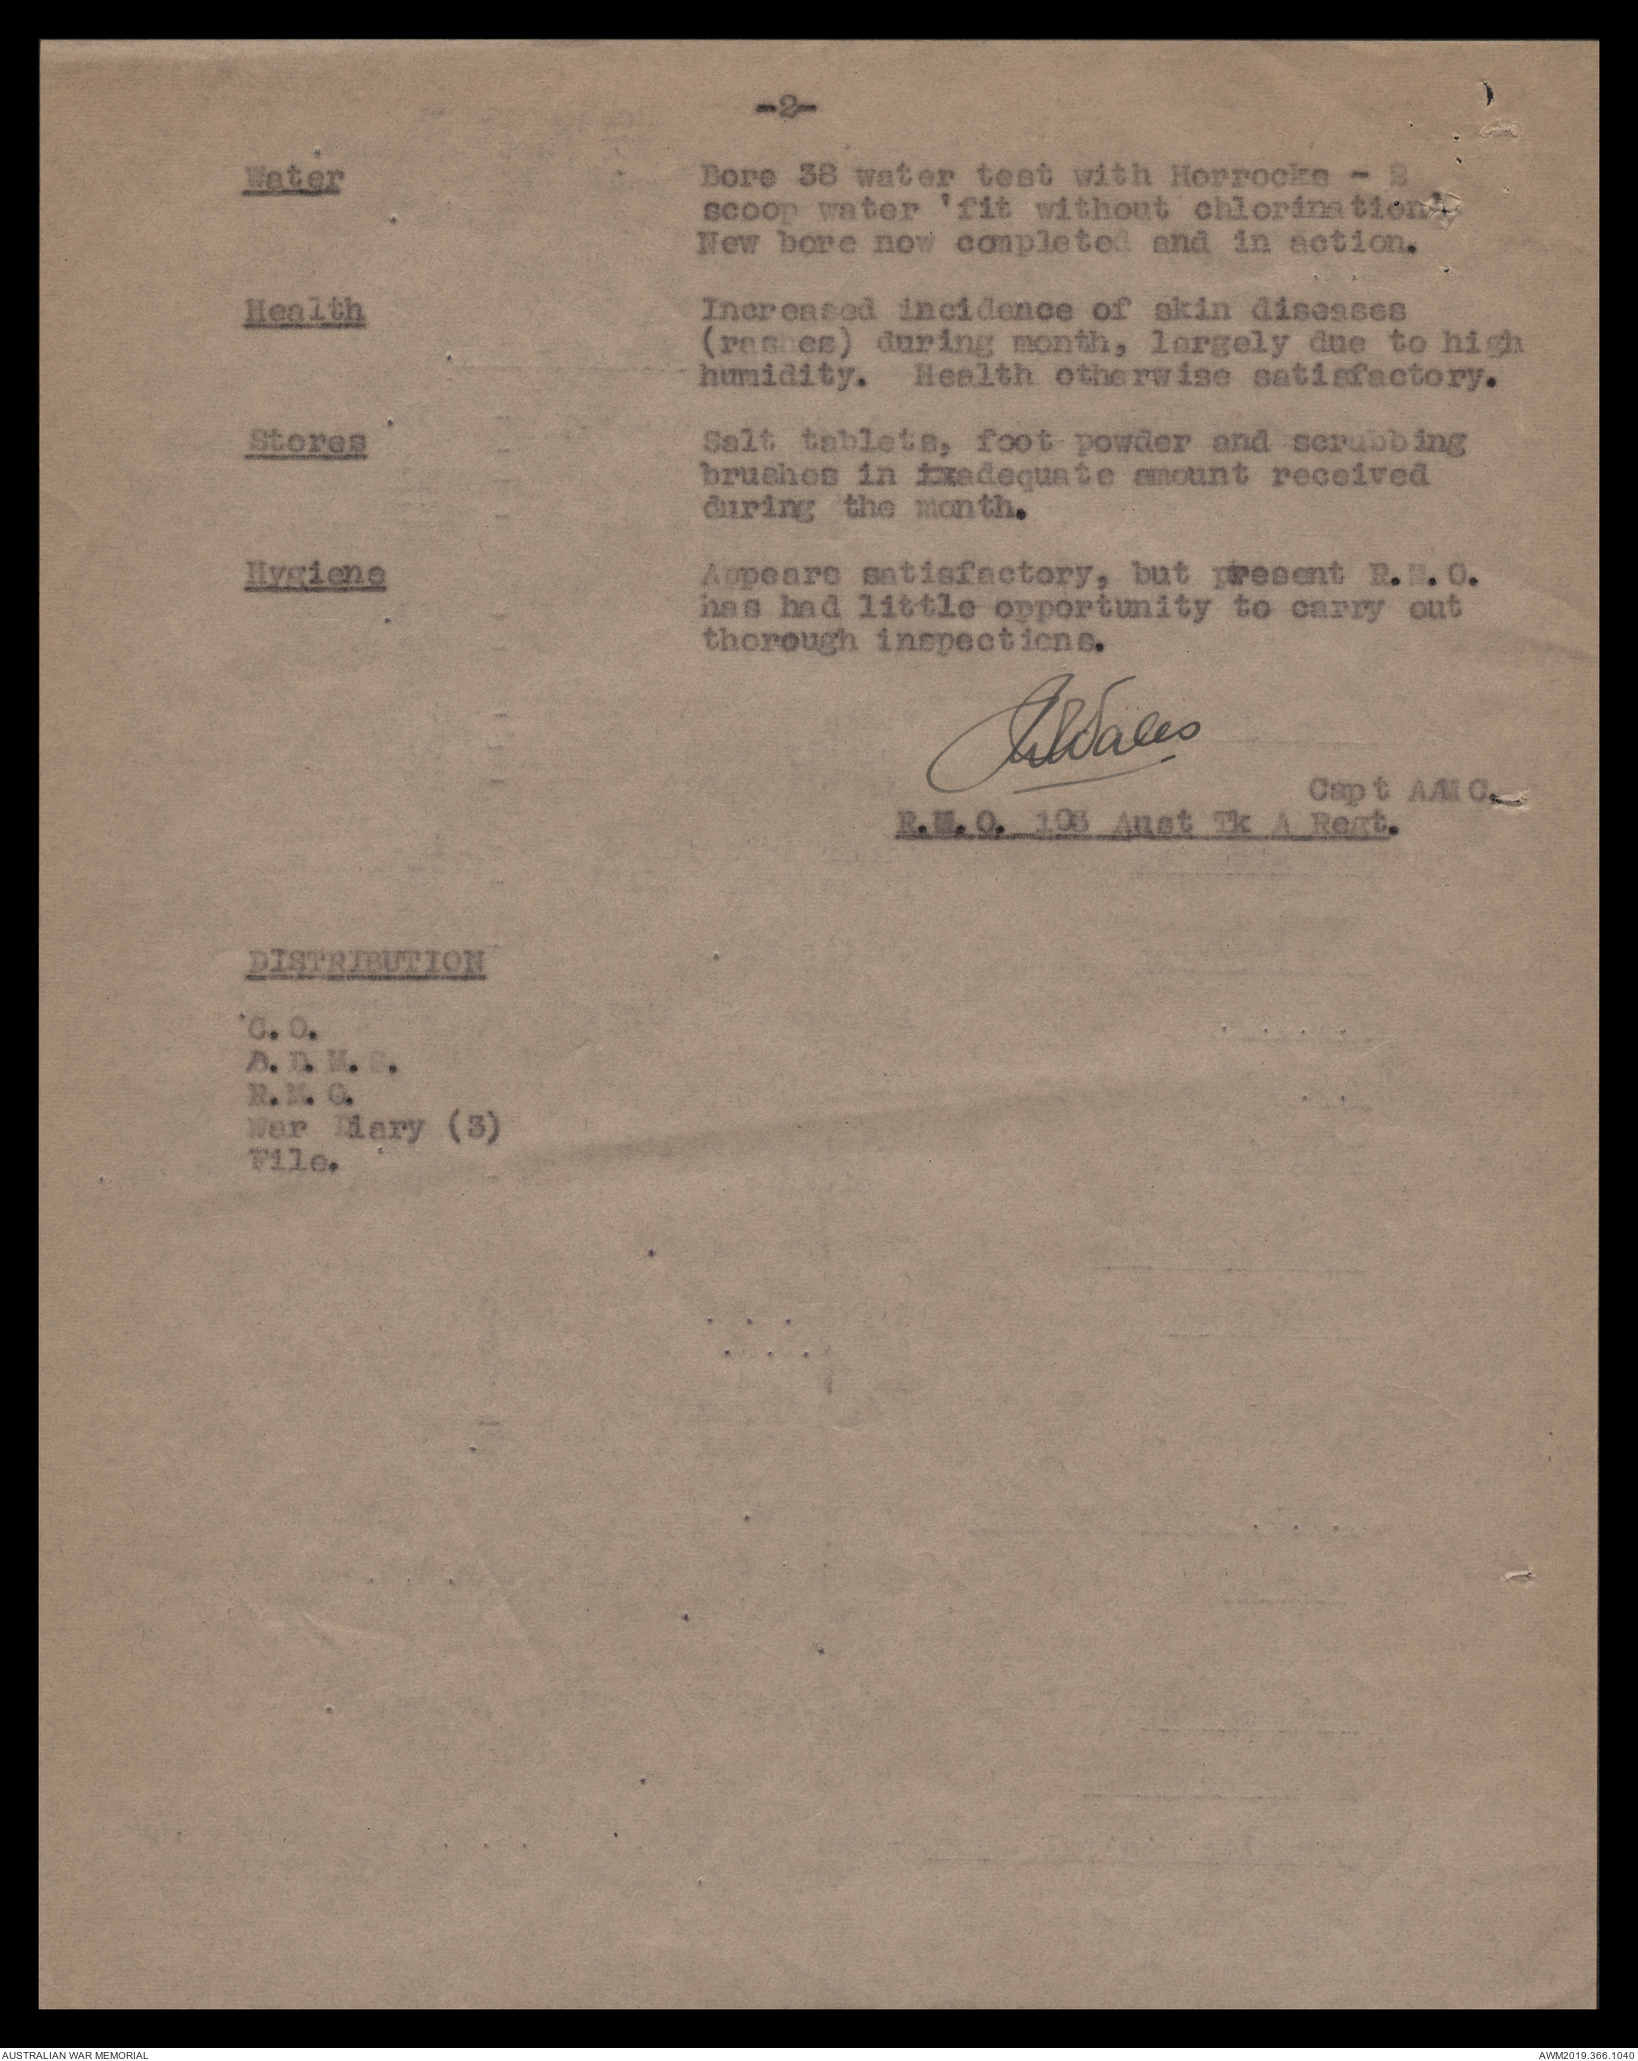 -2-
Water Bore 38 water test with Horrocks - 2
scoop water 'fit without chlorination'
New bore now completed and in action.
Health Increased incidence of skin diseases
(rashes) during month, largely due to high
humidity. Health otherwise satisfactory.
Stores Salt tablets, foot powder and scrubbing
brushes in adequate amount received
during the month.
Hygiene Appears satisfactory, but present R.M.O.
has had little opportunity to carry out
thorough inspections.
Capt AAMC.
R.M.O. 103 Aust Tk A Regt.
DISTRIBUTION
C.O.
A.D.M.S.
R.M.O.
War Diary (3)
File.
AUSTRALIAN WAR MEMORIAL AWM2019.366.1040